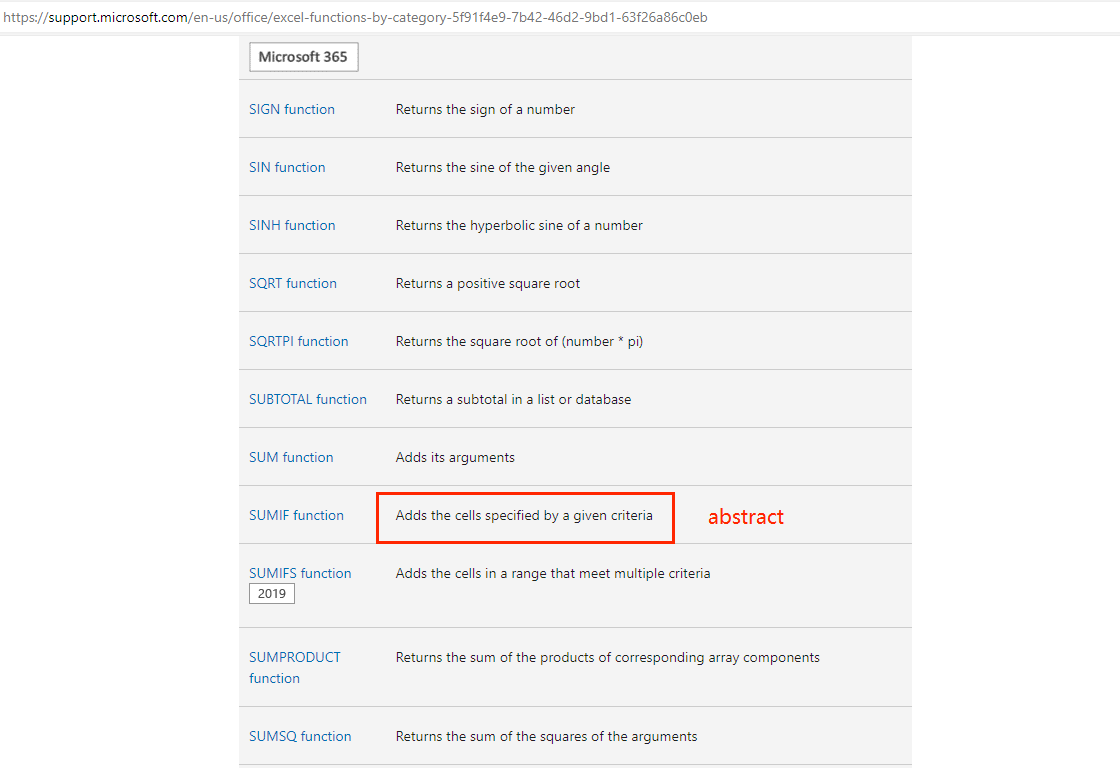 https://support.microsoft.com/en-us/office/excel-functions-by-category-5f91f4e9-7b42-46d2-9bd1-63f26a86c0eb
Microsoft 365
SIGN function Returns the sign of a number
SIN function Returns the sine of the given angle
SINH function Returns the hyperbolic sine of a number
SQRT function Returns a positive square root
SQRTPI function Returns the square root of (number * pi)
SUBTOTAL function Returns a subtotal in a list or database
SUM function Adds its arguments
SUMIF function Adds the cells specified by a given criteria abstract
SUMIFS function Adds the cells in a range that meet multiple criteria
2019
SUMPRODUCT Returns the sum of the products of corresponding array components
function
SUMSQ function Returns the sum of the squares of the arguments